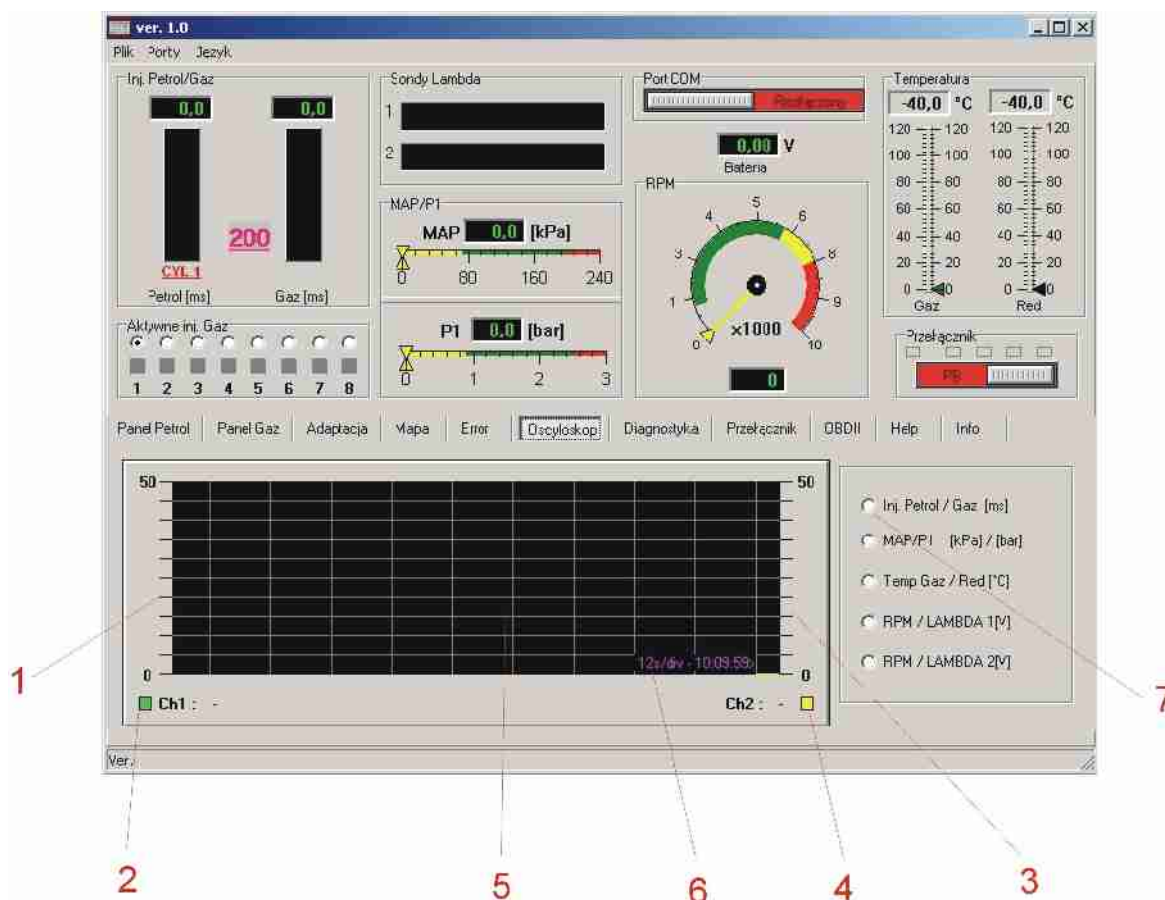 ver. 1.0
Plik Porty Język
Inj. Petrol/Gaz
0,0 0,0
200
CYL 1
Petrol [ms] Gaz [ms]
Aktywne inj. Gaz
1 2 3 4 5 6 7 8
Sondy Lambda
1
2
MAP/P1
MAP 0,0 [kPa]
0 80 160 240
P1 0,0 [bar]
0 1 2 3
Port COM
Rozłączony
0,00 V
Bateria
RPM
0 1 3 4 5 6 8 9 10
x1000
0
Temperatura
-40,0 °C -40,0 °C
120 120 120 120
100 100 100 100
80 80 80 80
60 60 60 60
40 40 40 40
20 20 20 20
0 0 0 0
Gaz Red
Przełącznik
PB
Panel Petrol Panel Gaz Adaptacja Mapa Error Oscyloskop Diagnostyka Przełącznik OBDII Help Info
50 50
0 0
12s/div - 10:09:59
Ch1 : - Ch2 : -
Inj. Petrol / Gaz [ms]
MAP/P1 [kPa] / [bar]
Temp Gaz / Red [°C]
RPM / LAMBDA 1[V]
RPM / LAMBDA 2[V]
Ver.
1
7
2 5 6 4 3